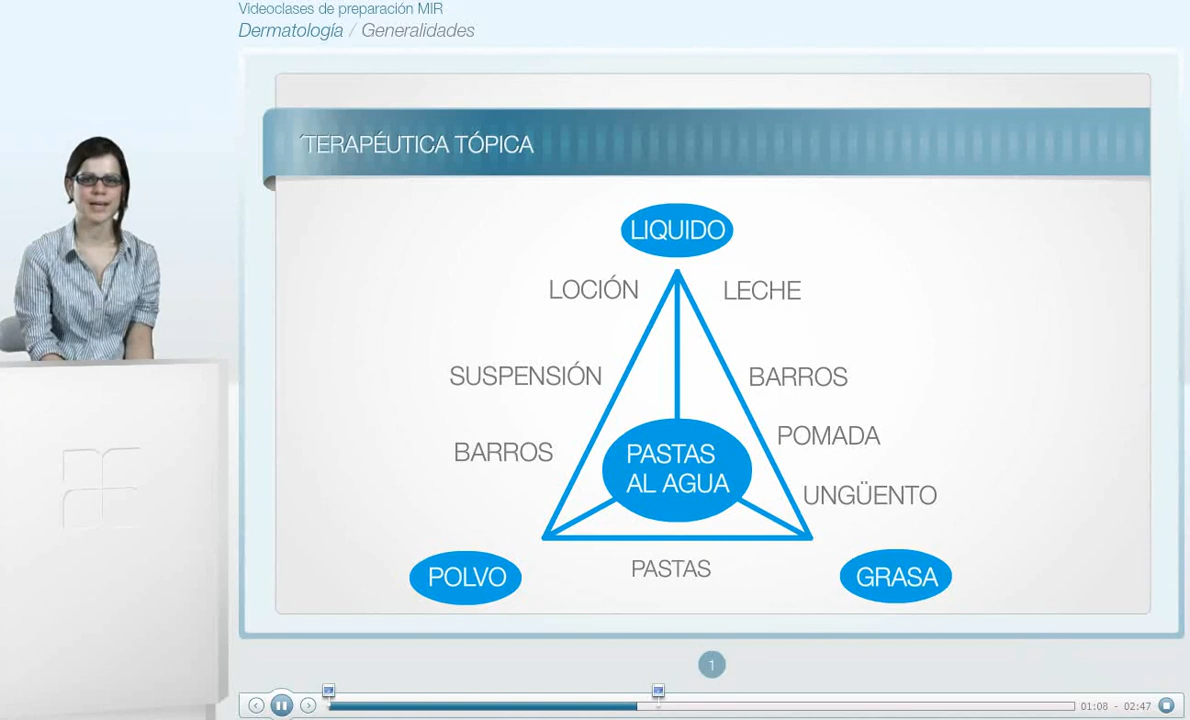 Videoclases de preparación MIR
Dermatología / Generalidades
TERAPÉUTICA TÓPICA
LIQUIDO
LOCIÓN
LECHE
SUSPENSIÓN
BARROS
BARROS
POMADA
PASTAS
AL AGUA
UNGÜENTO
PASTAS
POLVO
GRASA
1
01:08 - 02:47